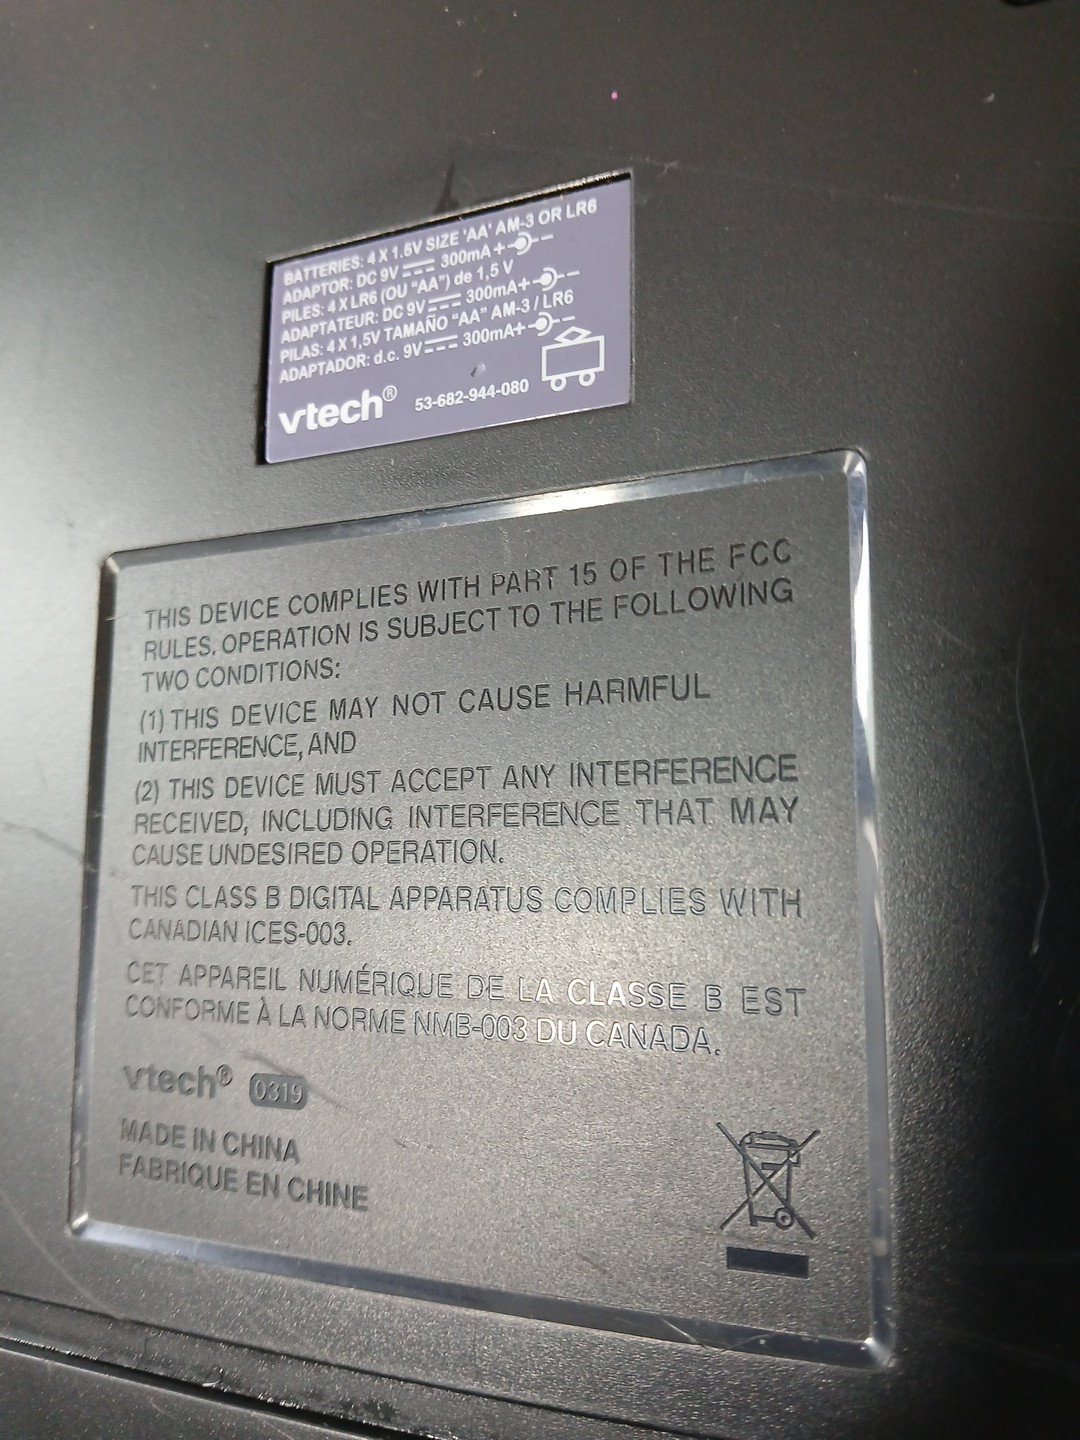 BATTERIES: 4 X 1.5V SIZE 'AA' AM-3 OR LR6
ADAPTOR: DC 9V 300mA + -
PILES: 4 X LR6 (OU "AA") de 1,5 V
ADAPTATEUR: DC 9V 300mA+ -
PILAS: 4 X 1,5V TAMAÑO "AA" AM-3 / LR6
ADAPTADOR: d.c. 9V 300mA+ -
vtech® 53-682-944-080
THIS DEVICE COMPLIES WITH PART 15 OF THE FCC
RULES. OPERATION IS SUBJECT TO THE FOLLOWING
TWO CONDITIONS:
(1) THIS DEVICE MAY NOT CAUSE HARMFUL
INTERFERENCE, AND
(2) THIS DEVICE MUST ACCEPT ANY INTERFERENCE
RECEIVED, INCLUDING INTERFERENCE THAT MAY
CAUSE UNDESIRED OPERATION.
THIS CLASS B DIGITAL APPARATUS COMPLIES WITH
CANADIAN ICES-003.
CET APPAREIL NUMÉRIQUE DE LA CLASSE B EST
CONFORME À LA NORME NMB-003 DU CANADA.
vtech® 0319
MADE IN CHINA
FABRIQUE EN CHINE